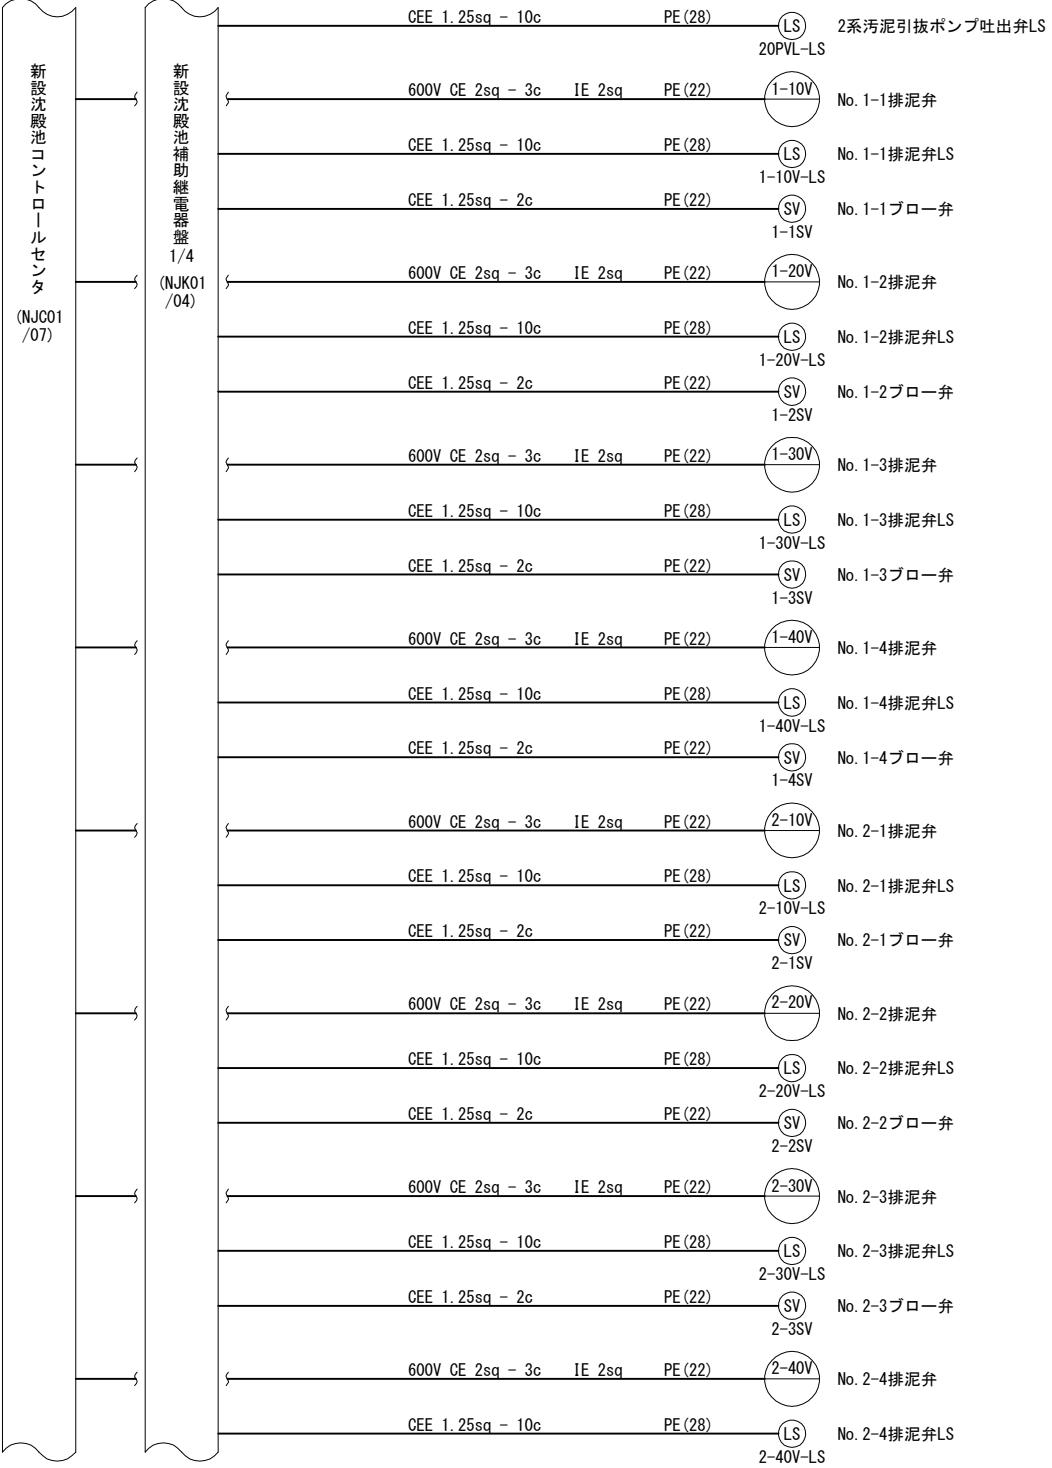 新設沈殿池コントロールセンタ
(NJC01
/07)
新設沈殿池補助継電器盤
1/4
(NJK01
/04)
CEE 1.25sq - 10c PE(28) LS 2系汚泥引抜ポンプ吐出弁LS
20PVL-LS
600V CE 2sq - 3c IE 2sq PE(22) 1-10V No.1-1排泥弁
CEE 1.25sq - 10c PE(28) LS No.1-1排泥弁LS
1-10V-LS
CEE 1.25sq - 2c PE(22) SV No.1-1ブロー弁
1-1SV
600V CE 2sq - 3c IE 2sq PE(22) 1-20V No.1-2排泥弁
CEE 1.25sq - 10c PE(28) LS No.1-2排泥弁LS
1-20V-LS
CEE 1.25sq - 2c PE(22) SV No.1-2ブロー弁
1-2SV
600V CE 2sq - 3c IE 2sq PE(22) 1-30V No.1-3排泥弁
CEE 1.25sq - 10c PE(28) LS No.1-3排泥弁LS
1-30V-LS
CEE 1.25sq - 2c PE(22) SV No.1-3ブロー弁
1-3SV
600V CE 2sq - 3c IE 2sq PE(22) 1-40V No.1-4排泥弁
CEE 1.25sq - 10c PE(28) LS No.1-4排泥弁LS
1-40V-LS
CEE 1.25sq - 2c PE(22) SV No.1-4ブロー弁
1-4SV
600V CE 2sq - 3c IE 2sq PE(22) 2-10V No.2-1排泥弁
CEE 1.25sq - 10c PE(28) LS No.2-1排泥弁LS
2-10V-LS
CEE 1.25sq - 2c PE(22) SV No.2-1ブロー弁
2-1SV
600V CE 2sq - 3c IE 2sq PE(22) 2-20V No.2-2排泥弁
CEE 1.25sq - 10c PE(28) LS No.2-2排泥弁LS
2-20V-LS
CEE 1.25sq - 2c PE(22) SV No.2-2ブロー弁
2-2SV
600V CE 2sq - 3c IE 2sq PE(22) 2-30V No.2-3排泥弁
CEE 1.25sq - 10c PE(28) LS No.2-3排泥弁LS
2-30V-LS
CEE 1.25sq - 2c PE(22) SV No.2-3ブロー弁
2-3SV
600V CE 2sq - 3c IE 2sq PE(22) 2-40V No.2-4排泥弁
CEE 1.25sq - 10c PE(28) LS No.2-4排泥弁LS
2-40V-LS